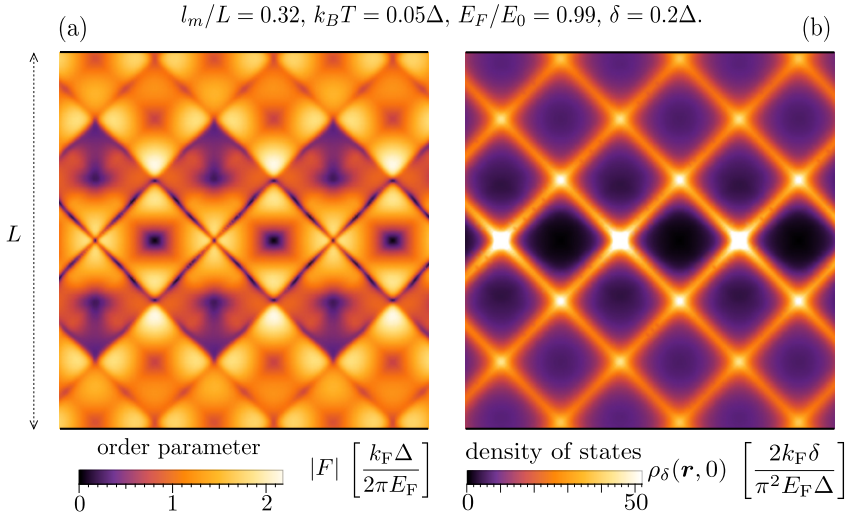 l_m/L = 0.32, k_BT = 0.05Δ, E_F/E_0 = 0.99, δ = 0.2Δ.
(a)
(b)
L
order parameter
|F| [k_FΔ / 2πE_F]
0 1 2
density of states
ρ_δ(r, 0) [2k_Fδ / π²E_FΔ]
0 50